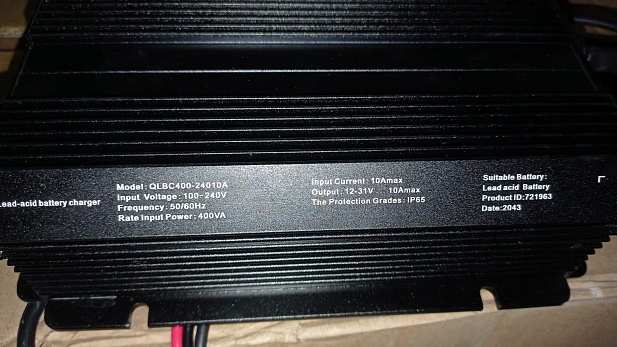 Lead-acid battery charger
Model: QLBC400-24010A
Input Voltage: 100~240V
Frequency: 50/60Hz
Rate Input Power: 400VA
Input Current: 10Amax
Output: 12-31V 10Amax
The Protection Grades: IP65
Suitable Battery:
Lead acid Battery
Product ID:721963
Date:2043